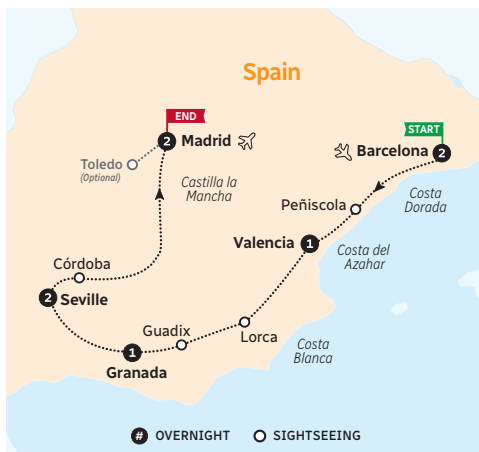 Spain
END
2
Madrid
START
Barcelona
2
Toledo
(Optional)
Castilla la
Mancha
Costa
Dorada
Peñiscola
Valencia
1
Costa del
Azahar
Córdoba
2
Seville
Guadix
Lorca
Costa
Blanca
1
Granada
# OVERNIGHT
SIGHTSEEING